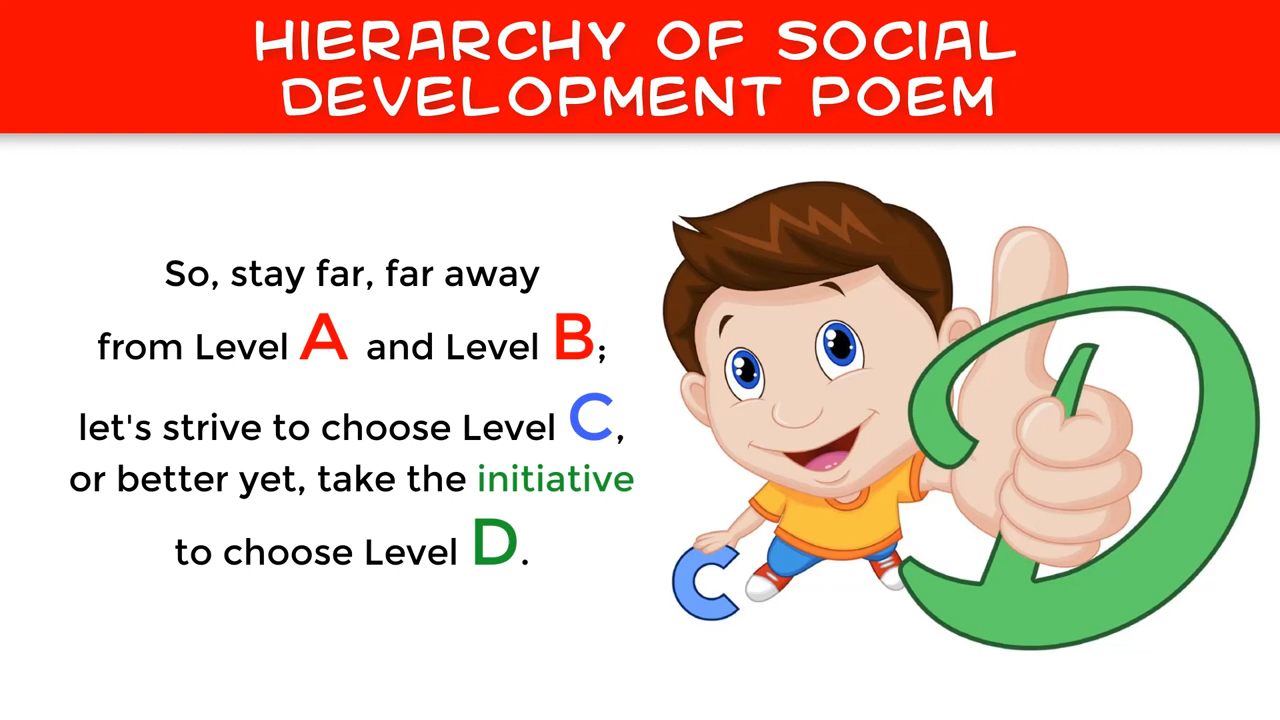 HIERARCHY OF SOCIAL
DEVELOPMENT POEM
So, stay far, far away
from Level A and Level B;
let's strive to choose Level C,
or better yet, take the initiative
to choose Level D.
C
D